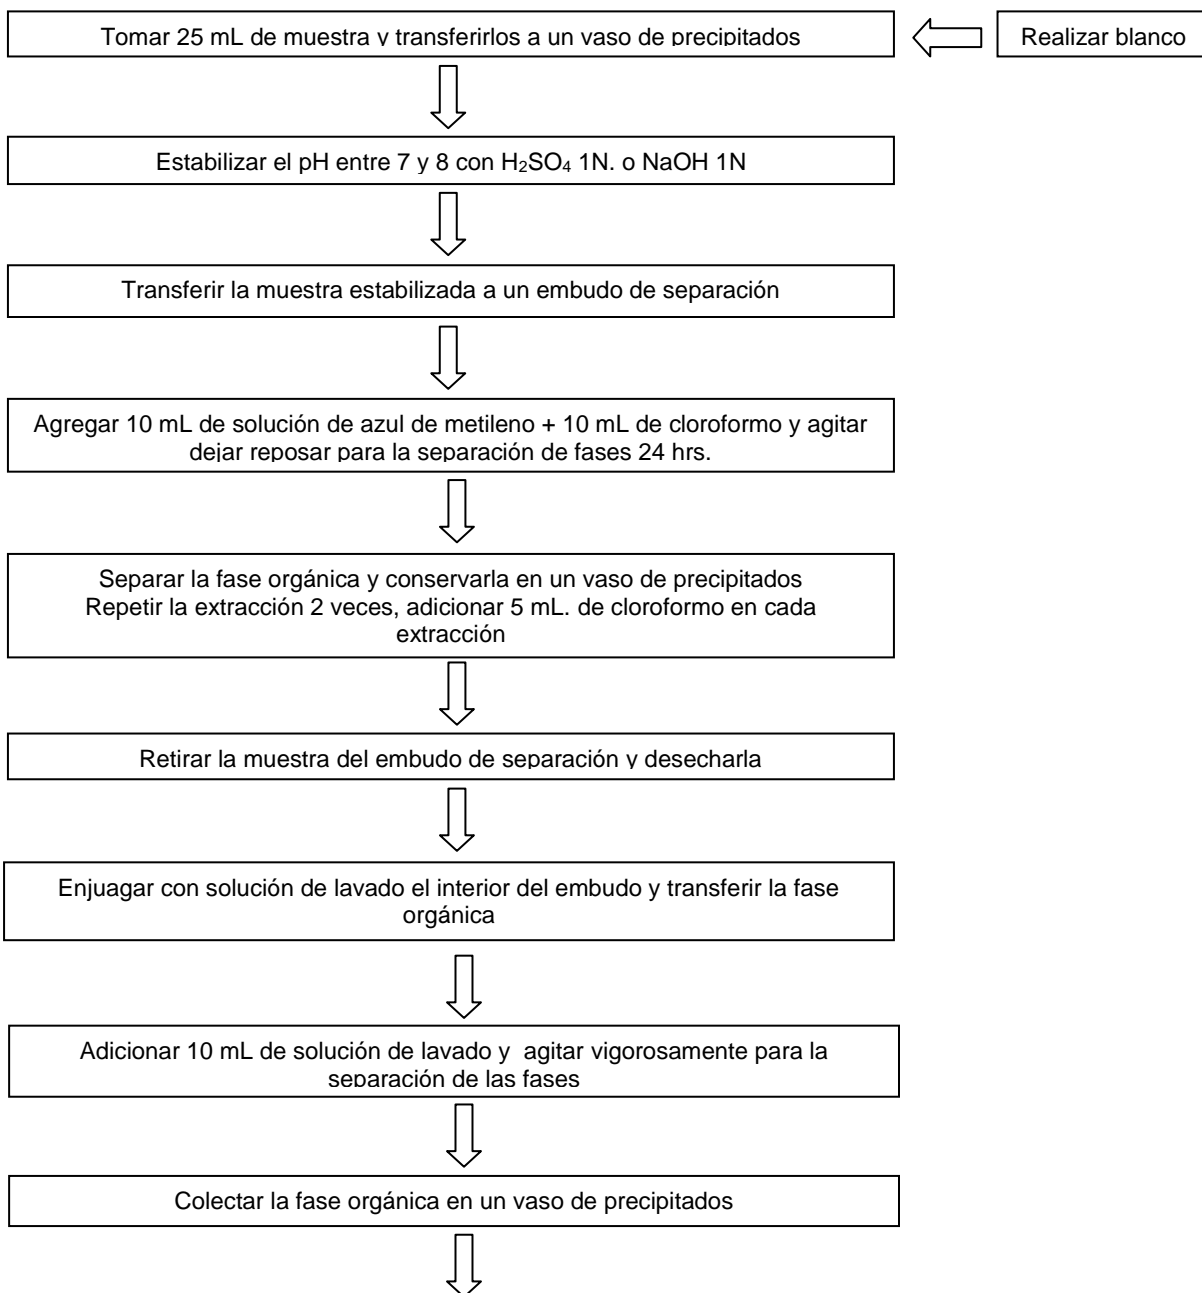 Tomar 25 mL de muestra y transferirlos a un vaso de precipitados
Realizar blanco
Estabilizar el pH entre 7 y 8 con H₂SO₄ 1N. o NaOH 1N
Transferir la muestra estabilizada a un embudo de separación
Agregar 10 mL de solución de azul de metileno + 10 mL de cloroformo y agitar
dejar reposar para la separación de fases 24 hrs.
Separar la fase orgánica y conservarla en un vaso de precipitados
Repetir la extracción 2 veces, adicionar 5 mL. de cloroformo en cada
extracción
Retirar la muestra del embudo de separación y desecharla
Enjuagar con solución de lavado el interior del embudo y transferir la fase
orgánica
Adicionar 10 mL de solución de lavado y  agitar vigorosamente para la
separación de las fases
Colectar la fase orgánica en un vaso de precipitados